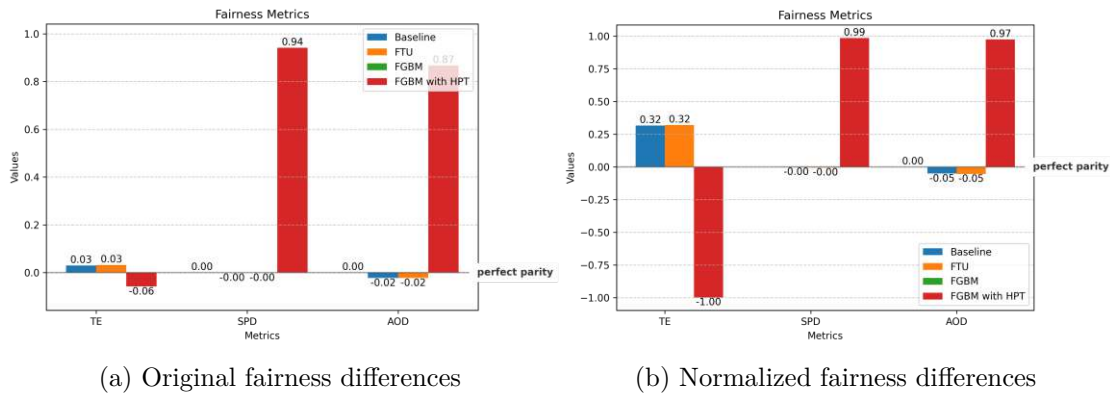 Fairness Metrics
1.0
0.8
0.6
0.4
0.2
0.0
Values
0.94
0.87
0.03 0.03
-0.06
0.00
-0.00 -0.00
0.00
-0.02 -0.02
Baseline
FTU
FGBM
FGBM with HPT
perfect parity
TE SPD AOD
Metrics
(a) Original fairness differences
Fairness Metrics
1.00
0.75
0.50
0.25
0.00
−0.25
−0.50
−0.75
−1.00
Values
0.99
0.97
0.32 0.32
-1.00
-0.00 -0.00
0.00
-0.05 -0.05
perfect parity
Baseline
FTU
FGBM
FGBM with HPT
TE SPD AOD
Metrics
(b) Normalized fairness differences